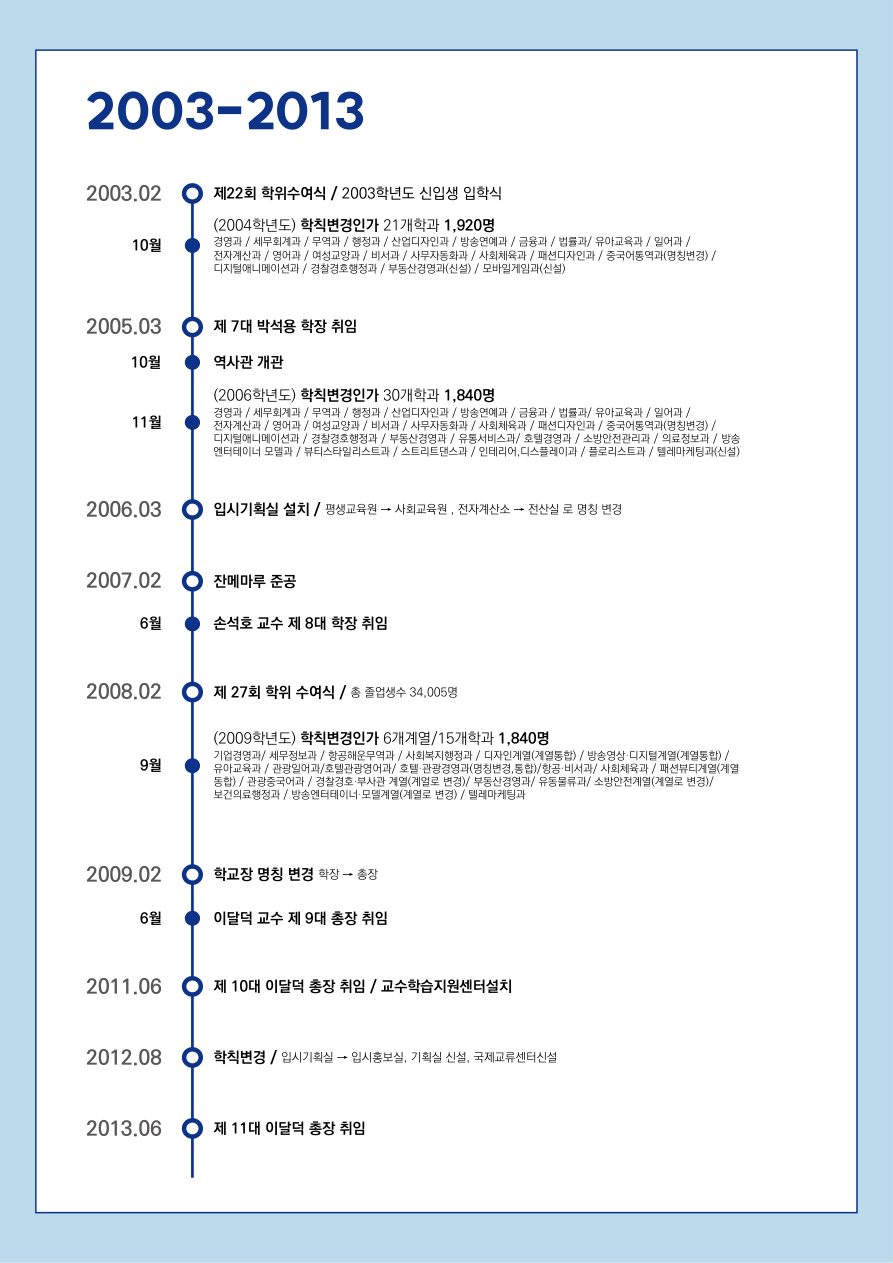 2003-2013
2003.02 제22회 학위수여식 / 2003학년도 신입생 입학식
(2004학년도) 학칙변경인가 21개학과 1,920명
10월 경영과 / 세무회계과 / 무역과 / 행정과 / 산업디자인과 / 방송연예과 / 금융과 / 법률과/ 유아교육과 / 일어과 /
전자계산과 / 영어과 / 여성교양과 / 비서과 / 사무자동화과 / 사회체육과 / 패션디자인과 / 중국어통역과(명칭변경) /
디지털애니메이션과 / 경찰경호행정과 / 부동산경영과(신설) / 모바일게임과(신설)
2005.03 제 7대 박석용 학장 취임
10월 역사관 개관
(2006학년도) 학칙변경인가 30개학과 1,840명
경영과 / 세무회계과 / 무역과 / 행정과 / 산업디자인과 / 방송연예과 / 금융과 / 법률과/ 유아교육과 / 일어과 /
11월 전자계산과 / 영어과 / 여성교양과 / 비서과 / 사무자동화과 / 사회체육과 / 패션디자인과 / 중국어통역과(명칭변경) /
디지털애니메이션과 / 경찰경호행정과 / 부동산경영과 / 유통서비스과/ 호텔경영과 / 소방안전관리과 / 의료정보과 / 방송
엔터테이너 모델과 / 뷰티스타일리스트과 / 스트리트댄스과 / 인테리어,디스플레이과 / 플로리스트과 / 텔레마케팅과(신설)
2006.03 입시기획실 설치 / 평생교육원 → 사회교육원 , 전자계산소 → 전산실 로 명칭 변경
2007.02 잔메마루 준공
6월 손석호 교수 제 8대 학장 취임
2008.02 제 27회 학위 수여식 / 총 졸업생수 34,005명
(2009학년도) 학칙변경인가 6개계열/15개학과 1,840명
기업경영과/ 세무정보과 / 항공해운무역과 / 사회복지행정과 / 디자인계열(계열통합) / 방송영상·디지털계열(계열통합) /
9월 유아교육과 / 관광일어과/호텔관광영어과/ 호텔·관광경영과(명칭변경,통합)/항공·비서과/ 사회체육과 / 패션뷰티계열(계열
통합) / 관광중국어과 / 경찰경호·부사관 계열(계열로 변경)/ 부동산경영과/ 유통물류과/ 소방안전계열(계열로 변경)/
보건의료행정과 / 방송엔터테이너·모델계열(계열로 변경) / 텔레마케팅과
2009.02 학교장 명칭 변경 학장 → 총장
6월 이달덕 교수 제 9대 총장 취임
2011.06 제 10대 이달덕 총장 취임 / 교수학습지원센터설치
2012.08 학칙변경 / 입시기획실 → 입시홍보실, 기획실 신설, 국제교류센터신설
2013.06 제 11대 이달덕 총장 취임